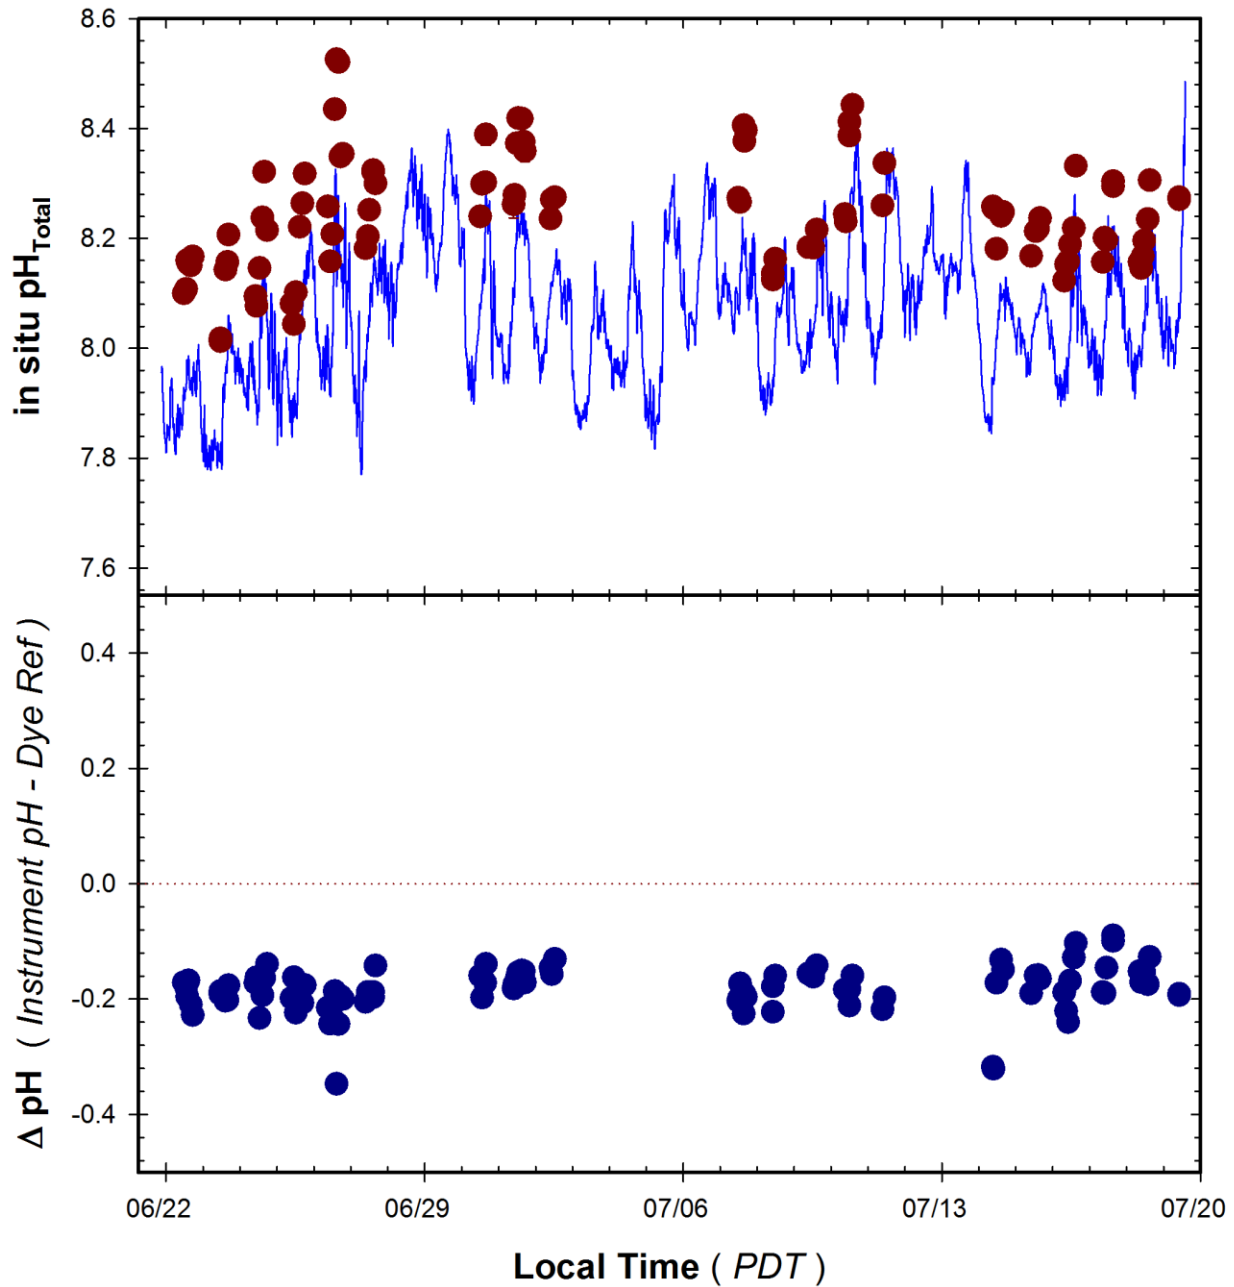 8.6
8.4
8.2
8.0
7.8
7.6
in situ pH Total
0.4
0.2
0.0
-0.2
-0.4
Δ pH ( Instrument pH - Dye Ref )
06/22 06/29 07/06 07/13 07/20
Local Time ( PDT )